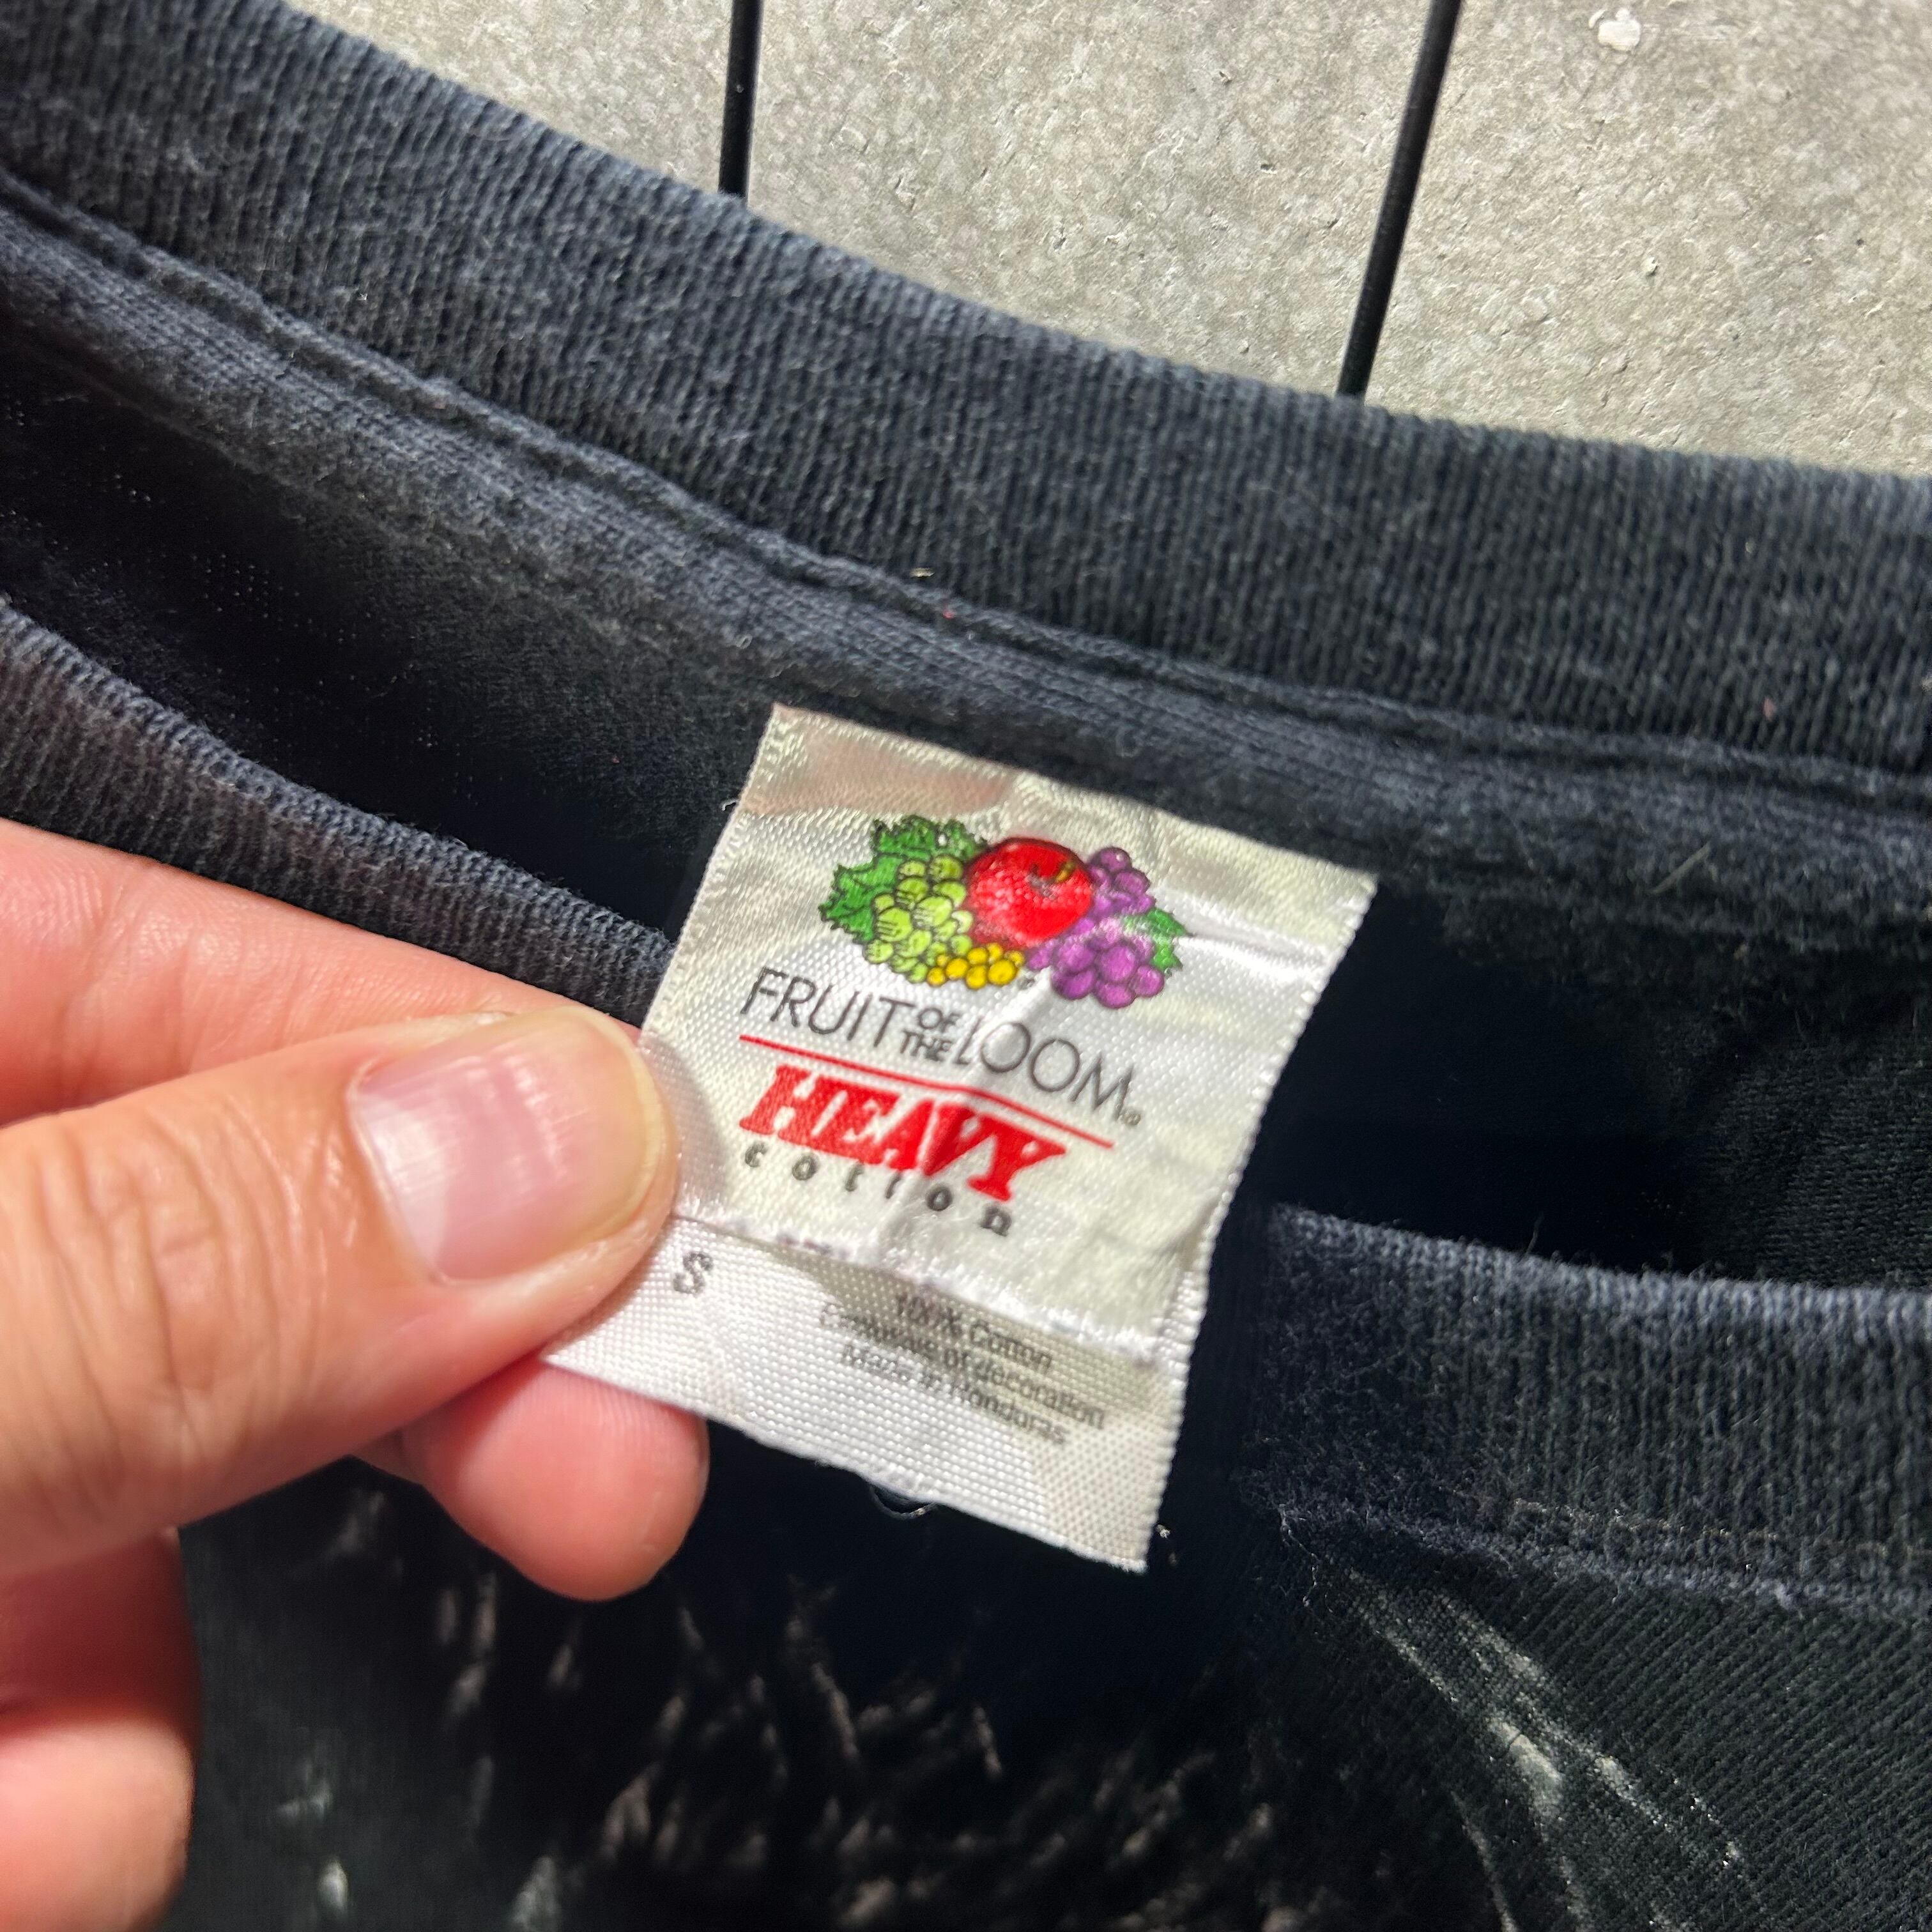 FRUIT OF THE LOOM®
HEAVY
cotton
S
100% Cotton
Exclusive of decoration
Made in Honduras